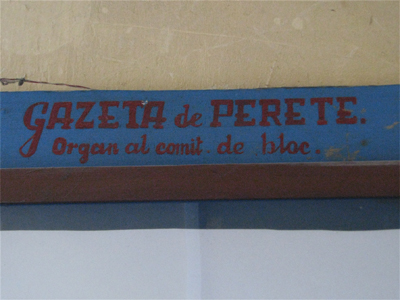 GAZETA de PERETE.
Organ al comit. de bloc.